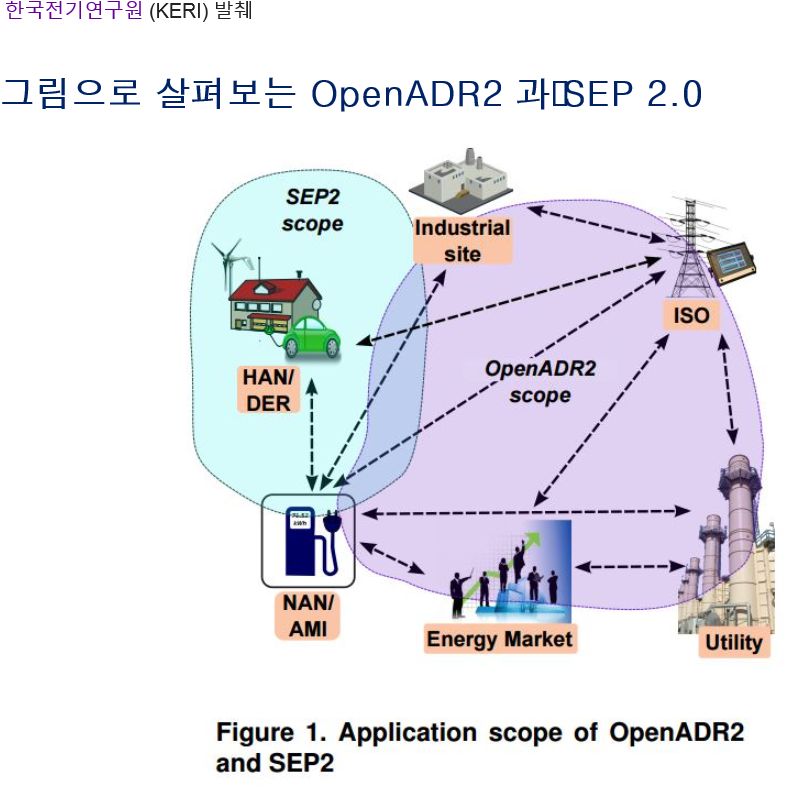 한국전기연구원 (KERI) 발췌
그림으로 살펴보는 OpenADR2 과 SEP 2.0
SEP2
scope
Industrial
site
ISO
HAN/
DER
OpenADR2
scope
kWh
NAN/
AMI
Energy Market
Utility
Figure 1. Application scope of OpenADR2
and SEP2